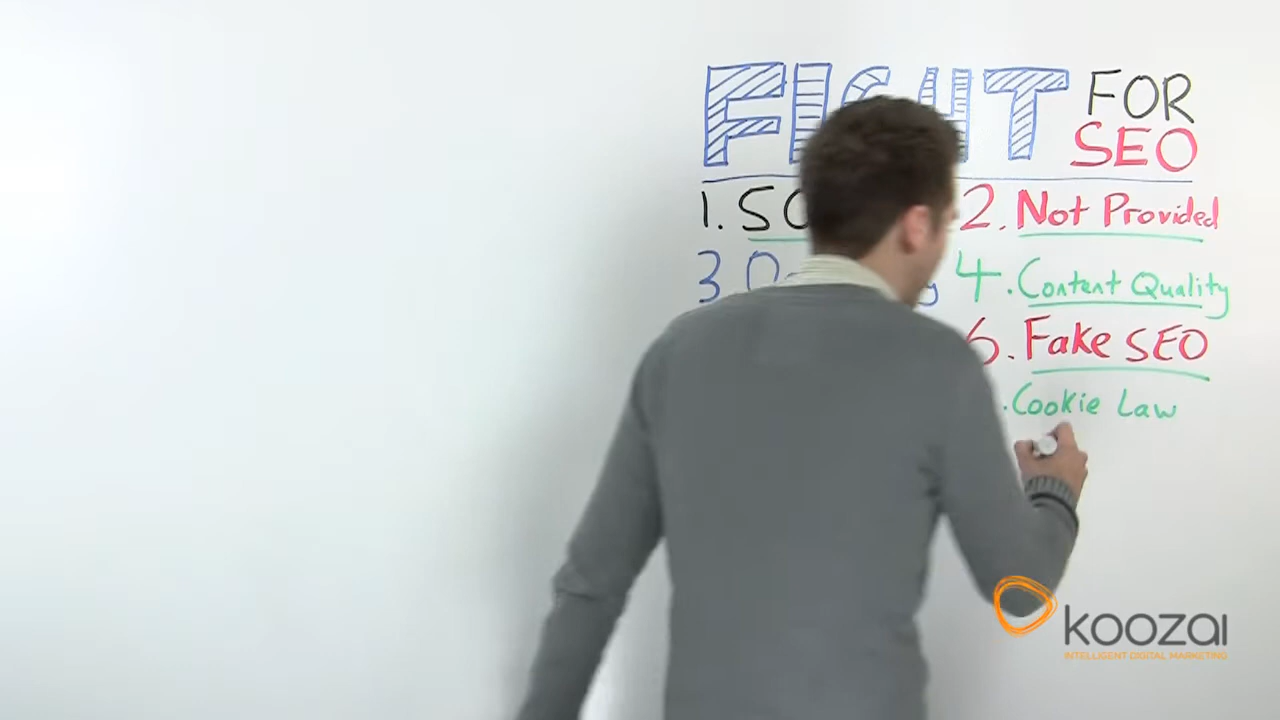 FIGHT FOR
SEO
1. SO
2. Not Provided
3.
4. Content Quality
6. Fake SEO
. Cookie Law
koozai
INTELLIGENT DIGITAL MARKETING